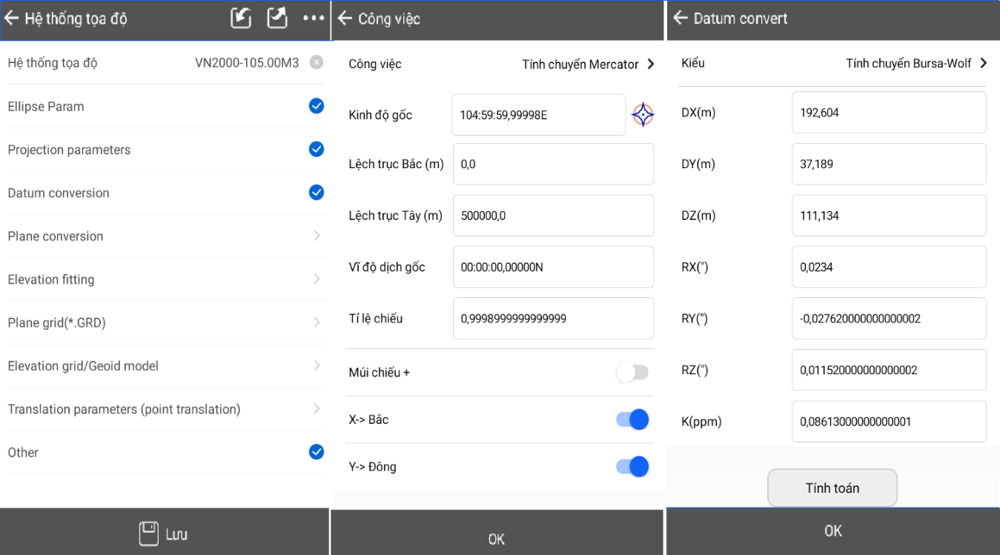 Hệ thống tọa độ
Hệ thống tọa độ VN2000-105.00M3
Ellipse Param
Projection parameters
Datum conversion
Plane conversion
Elevation fitting
Plane grid(*.GRD)
Elevation grid/Geoid model
Translation parameters (point translation)
Other
Lưu
Công việc
Công việc Tính chuyển Mercator
Kinh độ gốc 104:59:59,99998E
Lệch trục Bắc (m) 0,0
Lệch trục Tây (m) 500000,0
Vĩ độ dịch gốc 00:00:00,00000N
Tỉ lệ chiếu 0,9998999999999999
Múi chiếu +
X-> Bắc
Y-> Đông
OK
Datum convert
Kiểu Tính chuyển Bursa-Wolf
DX(m) 192,604
DY(m) 37,189
DZ(m) 111,134
RX(") 0,0234
RY(") -0,027620000000000002
RZ(") 0,011520000000000002
K(ppm) 0,08613000000000001
Tính toán
OK